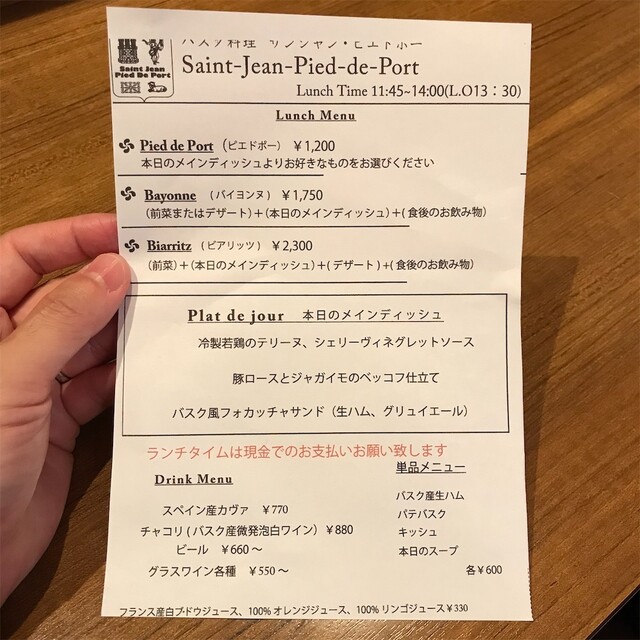 バスク料理 サンジャン・ピエドポー
Saint Jean
Pied De Port
Saint-Jean-Pied-de-Port
Lunch Time 11:45~14:00(L.O13：30)
Lunch Menu
Pied de Port （ピエドポー） ￥1,200
本日のメインディッシュよりお好きなものをお選びください
Bayonne （バイヨンヌ） ￥1,750
（前菜またはデザート）＋（本日のメインディッシュ）＋( 食後のお飲み物）
Biarritz （ビアリッツ） ￥2,300
（前菜）＋（本日のメインディッシュ）＋( デザート ) ＋( 食後のお飲み物）
Plat de jour 本日のメインディッシュ
冷製若鶏のテリーヌ、シェリーヴィネグレットソース
豚ロースとジャガイモのベッコフ仕立て
バスク風フォカッチャサンド（生ハム、グリュイエール）
ランチタイムは現金でのお支払いお願い致します
Drink Menu
スペイン産カヴァ ￥770
チャコリ ( バスク産微発泡白ワイン） ￥880
ビール ￥660 ～
グラスワイン各種 ￥550 ～
単品メニュー
バスク産生ハム
パテバスク
キッシュ
本日のスープ
各￥600
フランス産白ブドウジュース、100% オレンジジュース、100% リンゴジュース￥330